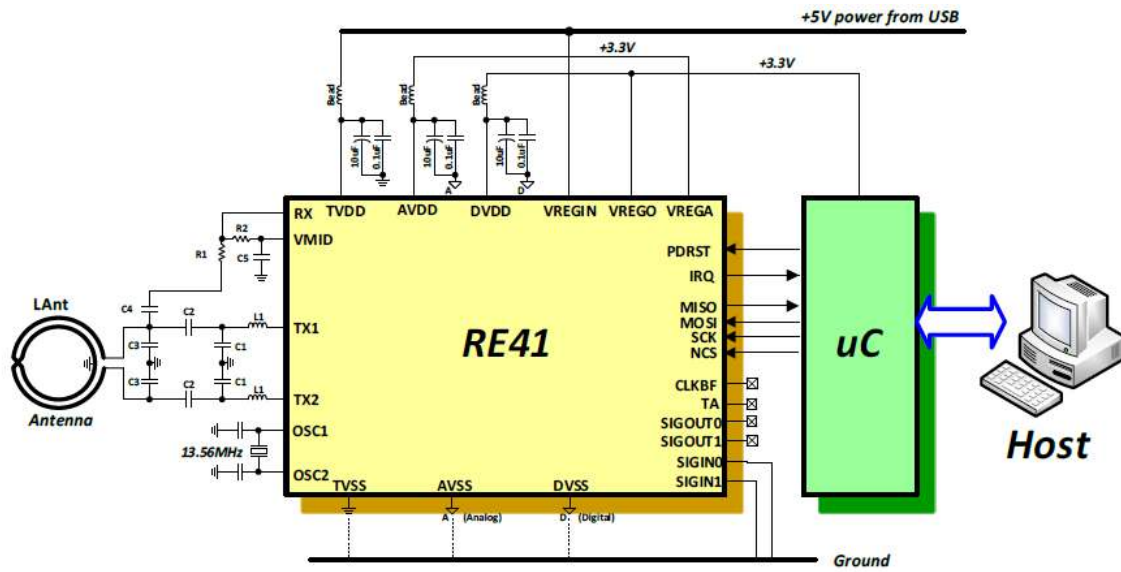 +5V power from USB
+3.3V
+3.3V
Bead
Bead
Bead
10uF
0.1uF
10uF
0.1uF
10uF
0.1uF
A
D
TVDD
AVDD
DVDD
VREGIN
VREGO
VREGA
RX
R2
VMID
R1
C5
PDRST
IRQ
LAnt
C4
C2
L1
TX1
MISO
MOSI
SCK
NCS
RE41
uC
C3
C1
C3
C1
C2
L1
TX2
CLKBF
TA
SIGOUT0
SIGOUT1
SIGIN0
SIGIN1
Antenna
OSC1
13.56MHz
OSC2
Host
TVSS
AVSS
DVSS
A (Analog)
D (Digital)
Ground